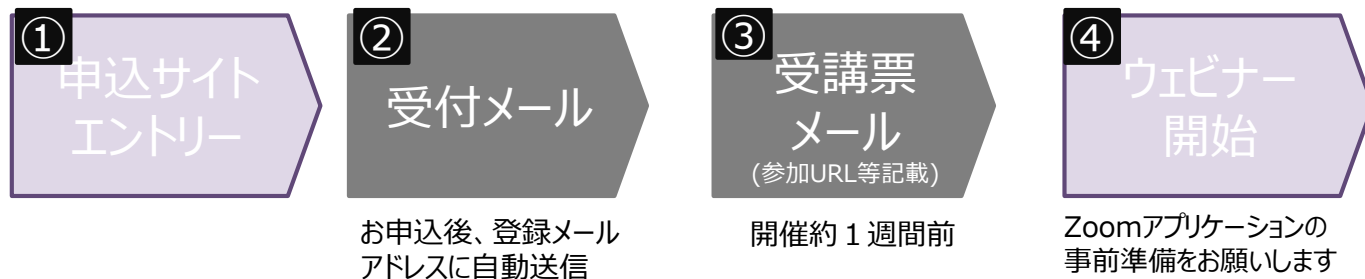 ①
申込サイト
エントリー
②
受付メール
お申込後、登録メール
アドレスに自動送信
③
受講票
メール
(参加URL等記載)
開催約１週間前
④
ウェビナー
開始
Zoomアプリケーションの
事前準備をお願いします